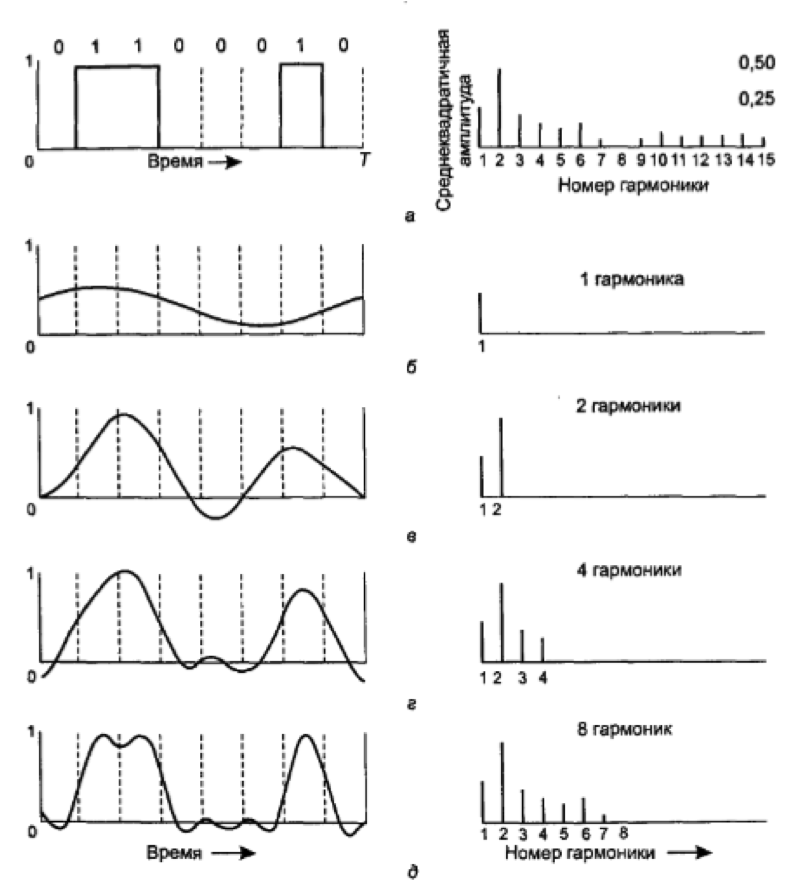 0 1 1 0 0 0 1 0
1
0
Время
T
Среднеквадратичная
амплитуда
0,50
0,25
1 2 3 4 5 6 7 8 9 10 11 12 13 14 15
Номер гармоники
а
1
0
1 гармоника
1
б
1
0
2 гармоники
1 2
в
1
0
4 гармоники
1 2 3 4
г
1
0
Время
8 гармоник
1 2 3 4 5 6 7 8
Номер гармоники
д